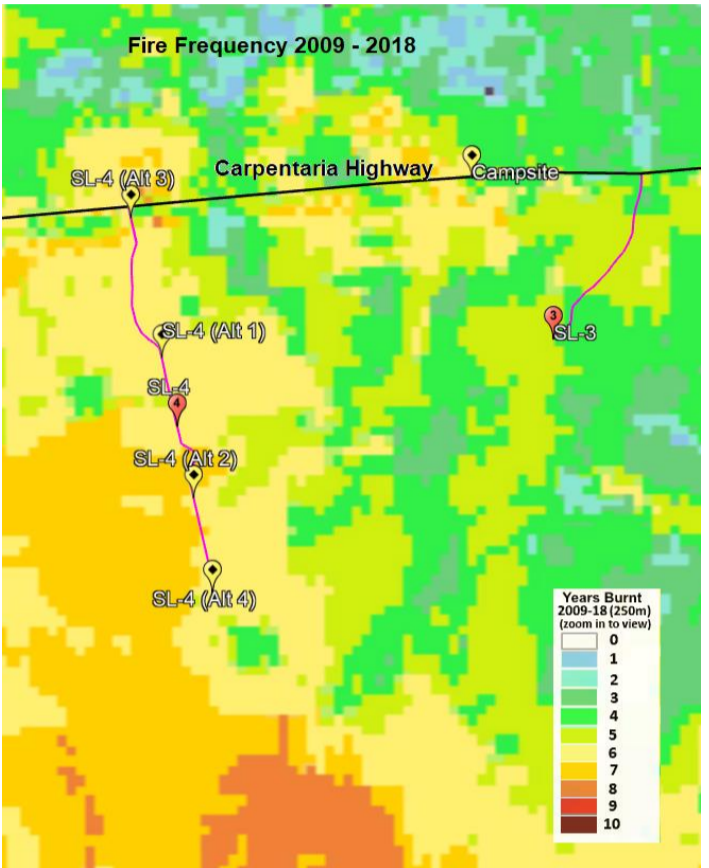 Fire Frequency 2009 - 2018
Carpentaria Highway
Campsite
SL-4 (Alt 3)
3
SL-3
SL-4 (Alt 1)
SL-4
4
SL-4 (Alt 2)
SL-4 (Alt 4)
Years Burnt
2009-18 (250m)
(zoom in to view)
0
1
2
3
4
5
6
7
8
9
10